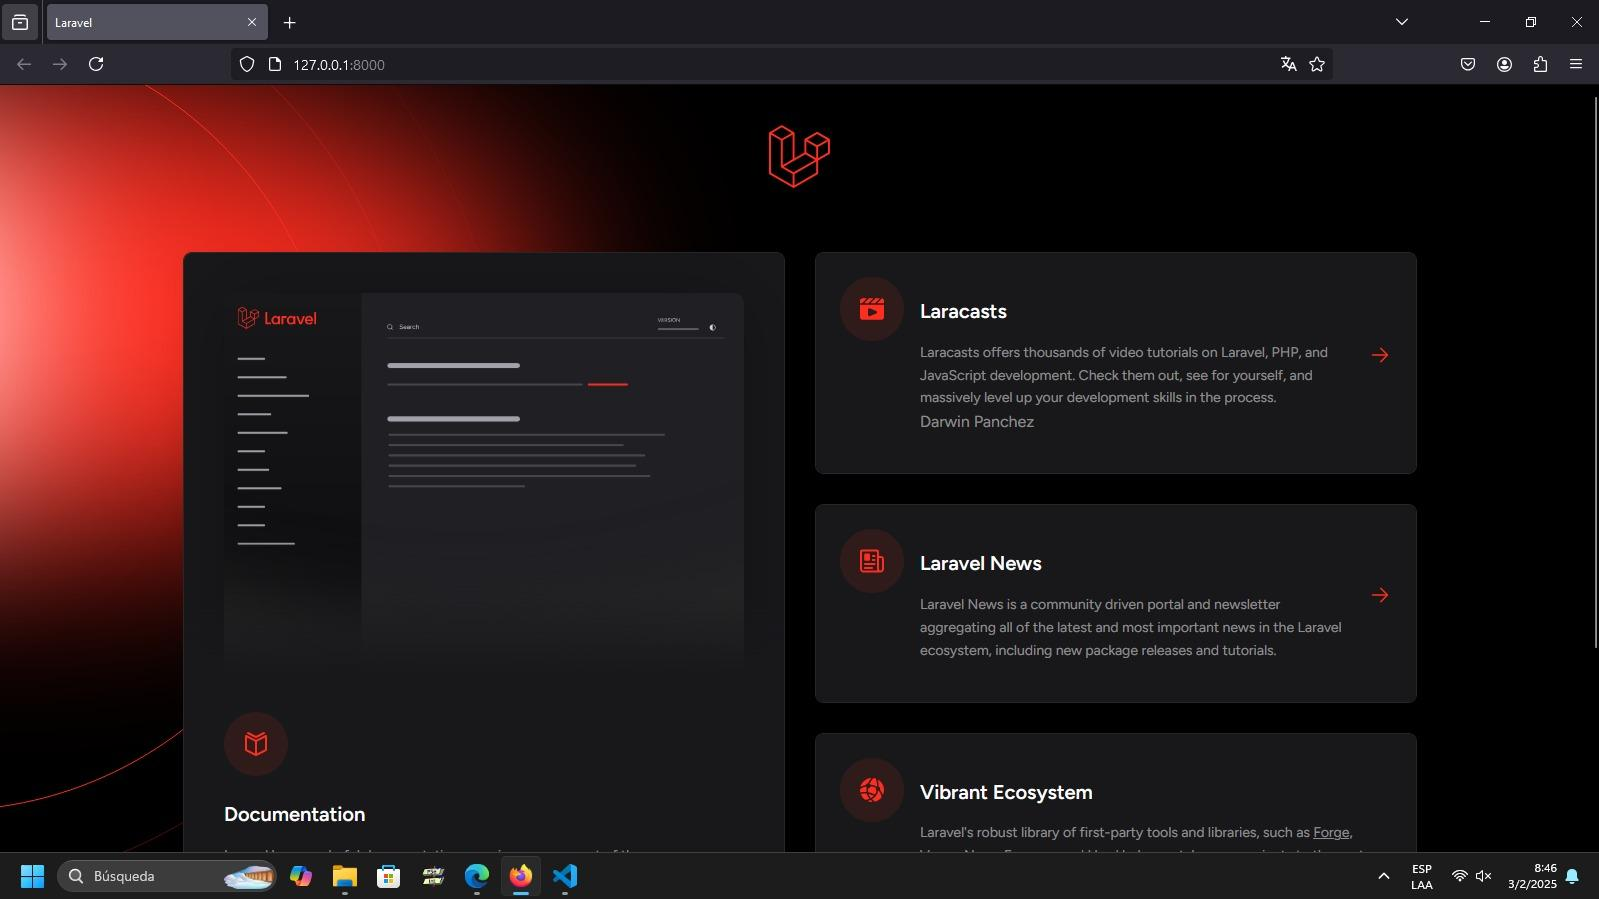 Laravel
127.0.0.1:8000
Laravel
Search
VERSION
Documentation
Laracasts
Laracasts offers thousands of video tutorials on Laravel, PHP, and
JavaScript development. Check them out, see for yourself, and
massively level up your development skills in the process.
Darwin Panchez
Laravel News
Laravel News is a community driven portal and newsletter
aggregating all of the latest and most important news in the Laravel
ecosystem, including new package releases and tutorials.
Vibrant Ecosystem
Laravel's robust library of first-party tools and libraries, such as Forge,
Búsqueda
ESP
LAA
8:46
3/2/2025